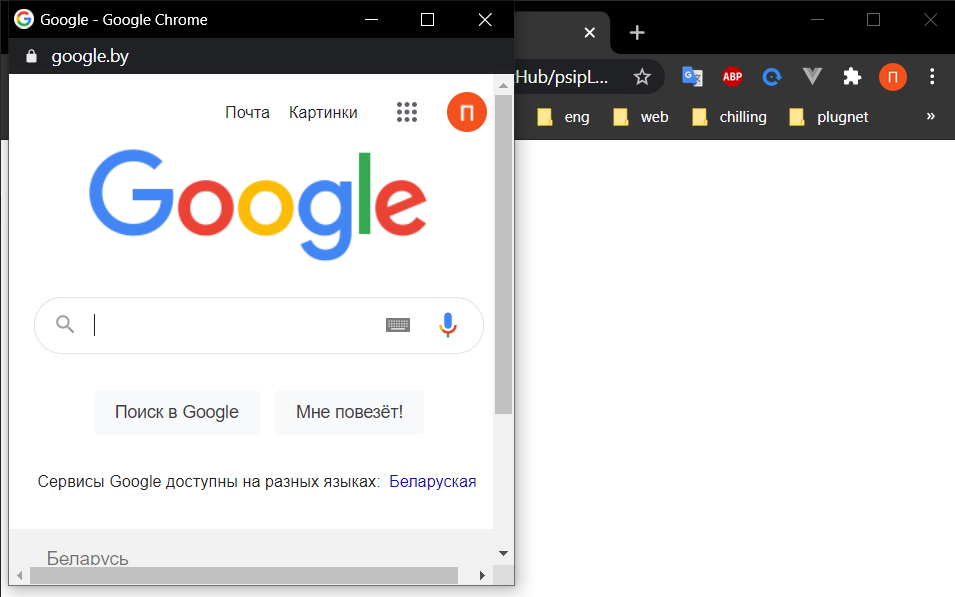 Google - Google Chrome
google.by
Hub/psipL...
ABP
П
eng
web
chilling
plugnet
»
Почта
Картинки
П
Google
Поиск в Google
Мне повезёт!
Сервисы Google доступны на разных языках: Беларуская
Беларусь